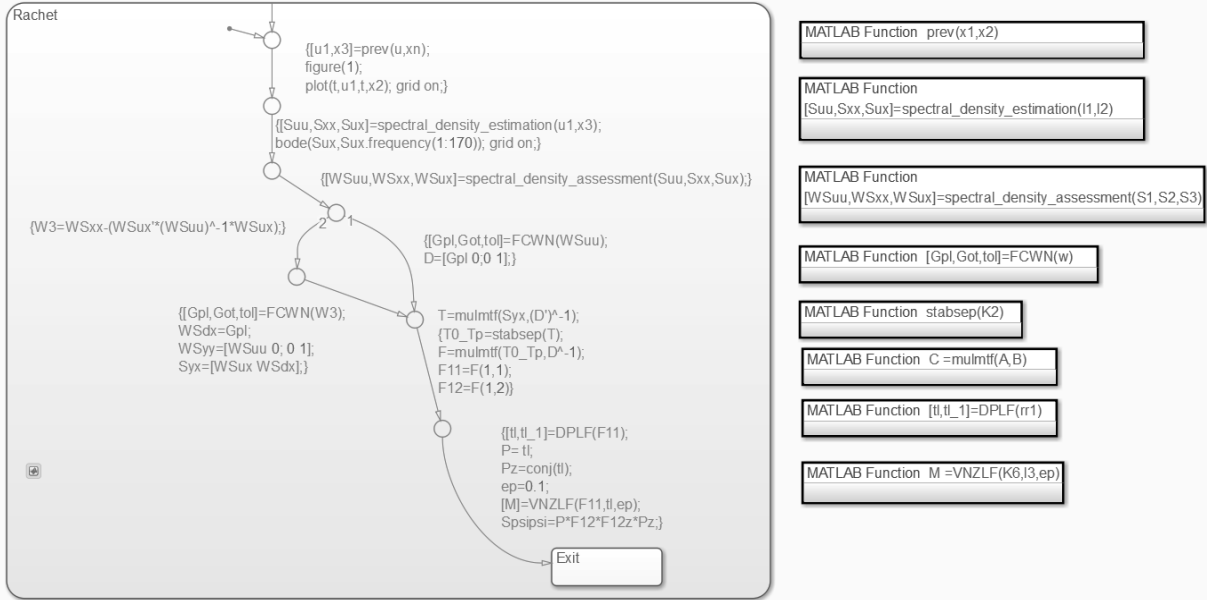 Rachet
{[u1,x3]=prev(u,xn);
figure(1);
plot(t,u1,t,x2); grid on;}
{[Suu,Sxx,Sux]=spectral_density_estimation(u1,x3);
bode(Sux,Sux.frequency(1:170)); grid on;}
{[WSuu,WSxx,WSux]=spectral_density_assessment(Suu,Sxx,Sux);}
{W3=WSxx-(WSux'*(WSuu)^-1*WSux);}
2
1
{[Gpl,Got,tol]=FCWN(WSuu);
D=[Gpl 0;0 1];}
{[Gpl,Got,tol]=FCWN(W3);
WSdx=Gpl;
WSyy=[WSuu 0; 0 1];
Syx=[WSux WSdx];}
T=mulmtf(Syx,(D')^-1);
{T0_Tp=stabsep(T);
F=mulmtf(T0_Tp,D^-1);
F11=F(1,1);
F12=F(1,2)}
{[tl,tl_1]=DPLF(F11);
P= tl;
Pz=conj(tl);
ep=0.1;
[M]=VNZLF(F11,tl,ep);
Spsipsi=P*F12*F12z*Pz;}
Exit
MATLAB Function prev(x1,x2)
MATLAB Function
[Suu,Sxx,Sux]=spectral_density_estimation(l1,l2)
MATLAB Function
[WSuu,WSxx,WSux]=spectral_density_assessment(S1,S2,S3)
MATLAB Function [Gpl,Got,tol]=FCWN(w)
MATLAB Function stabsep(K2)
MATLAB Function C =mulmtf(A,B)
MATLAB Function [tl,tl_1]=DPLF(rr1)
MATLAB Function M =VNZLF(K6,l3,ep)